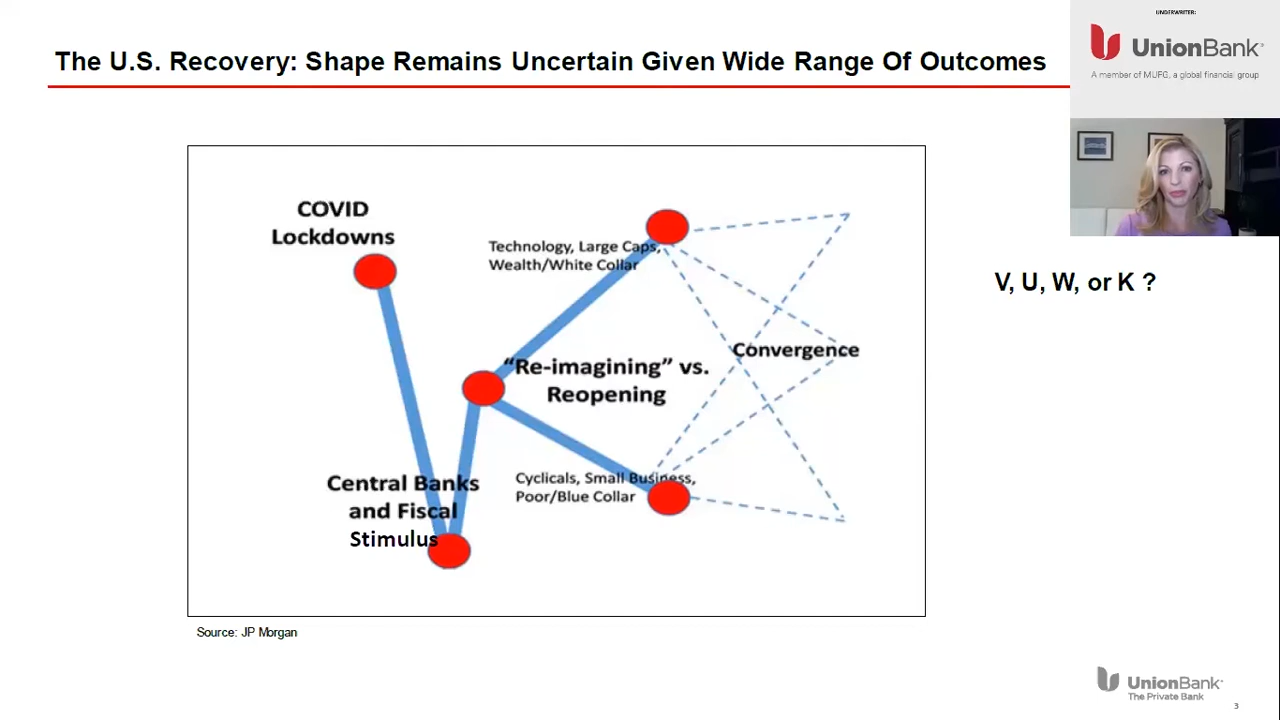 The U.S. Recovery: Shape Remains Uncertain Given Wide Range Of Outcomes
UNDERWRITER:
UnionBank
A member of MUFG, a global financial group
V, U, W, or K ?
COVID
Lockdowns
Technology, Large Caps,
Wealth/White Collar
"Re-imagining" vs.
Reopening
Convergence
Central Banks
and Fiscal
Stimulus
Cyclicals, Small Business,
Poor/Blue Collar
Source: JP Morgan
UnionBank
The Private Bank
3